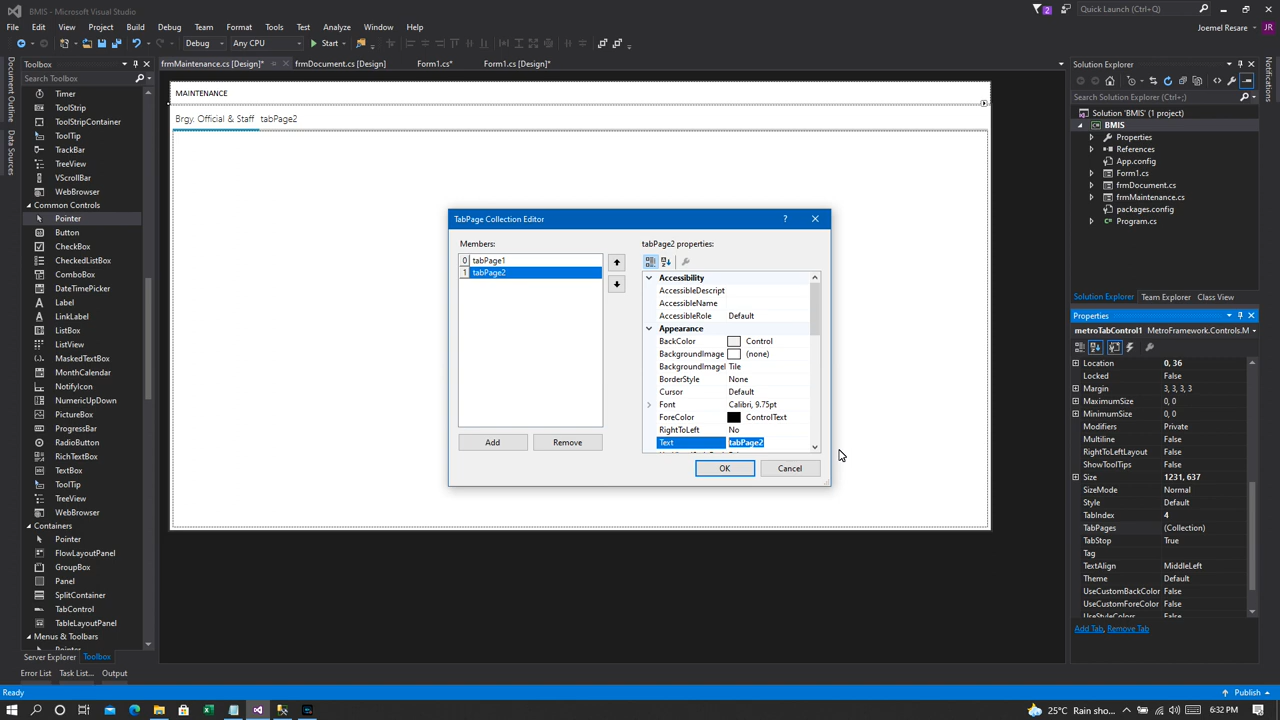 BMIS - Microsoft Visual Studio
Quick Launch (Ctrl+Q)
2
File Edit View Project Build Debug Team Format Tools Test Analyze Window Help
Joemel Resare JR
Debug Any CPU Start
Document Outline
Data Sources
Toolbox
Search Toolbox
Timer
ToolStrip
ToolStripContainer
ToolTip
TrackBar
TreeView
VScrollBar
WebBrowser
Common Controls
Pointer
Button
CheckBox
CheckedListBox
ComboBox
DateTimePicker
Label
LinkLabel
ListBox
ListView
MaskedTextBox
MonthCalendar
NotifyIcon
NumericUpDown
PictureBox
ProgressBar
RadioButton
RichTextBox
TextBox
ToolTip
TreeView
WebBrowser
Containers
Pointer
FlowLayoutPanel
GroupBox
Panel
SplitContainer
TabControl
TableLayoutPanel
Menus & Toolbars
Pointer
Server Explorer Toolbox
frmMaintenance.cs [Design]* frmDocument.cs [Design] Form1.cs* Form1.cs [Design]*
MAINTENANCE
Brgy. Official & Staff tabPage2
TabPage Collection Editor ?
Members:
0 tabPage1
1 tabPage2
Add Remove
tabPage2 properties:
Accessibility
AccessibleDescript
AccessibleName
AccessibleRole Default
Appearance
BackColor Control
BackgroundImage (none)
BackgroundImagel Tile
BorderStyle None
Cursor Default
Font Calibri, 9.75pt
ForeColor ControlText
RightToLeft No
Text tabPage2
OK Cancel
Solution Explorer
Search Solution Explorer (Ctrl+;)
Solution 'BMIS' (1 project)
BMIS
Properties
References
App.config
Form1.cs
frmDocument.cs
frmMaintenance.cs
packages.config
Program.cs
Solution Explorer Team Explorer Class View
Notifications
Properties
metroTabControl1 MetroFramework.Controls.M
Location 0, 36
Locked False
Margin 3, 3, 3, 3
MaximumSize 0, 0
MinimumSize 0, 0
Modifiers Private
Multiline False
RightToLeftLayout False
ShowToolTips False
Size 1231, 637
SizeMode Normal
Style Default
TabIndex 4
TabPages (Collection)
TabStop True
Tag
TextAlign MiddleLeft
Theme Default
UseCustomBackColor False
UseCustomForeColor False
UseStyleColors False
Add Tab, Remove Tab
Error List Task List... Output
Ready
Publish
25°C Rain sho... 6:32 PM